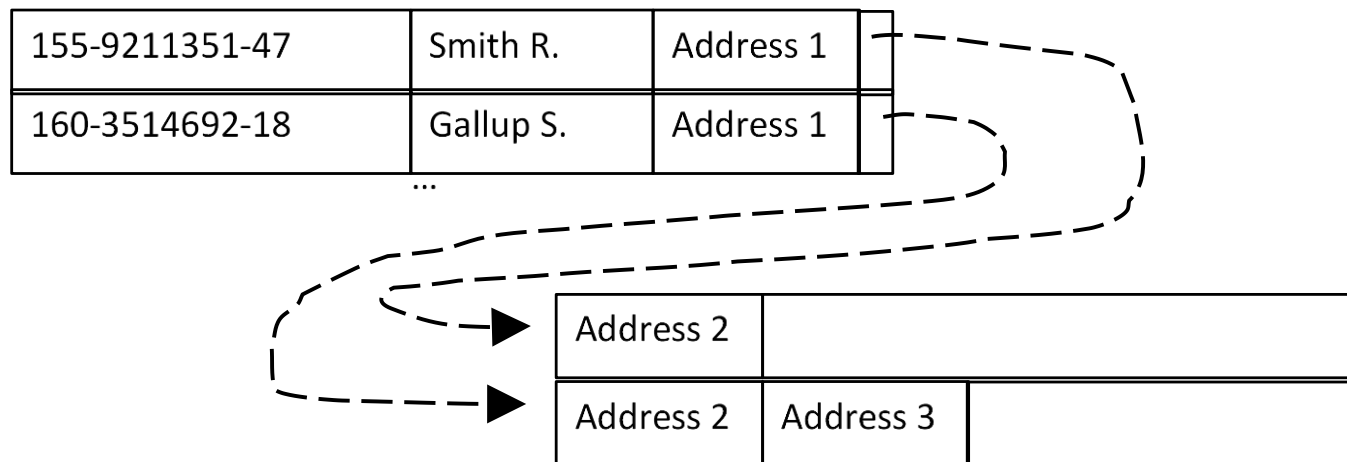 155-9211351-47 Smith R. Address 1
160-3514692-18 Gallup S. Address 1
...
Address 2
Address 2 Address 3